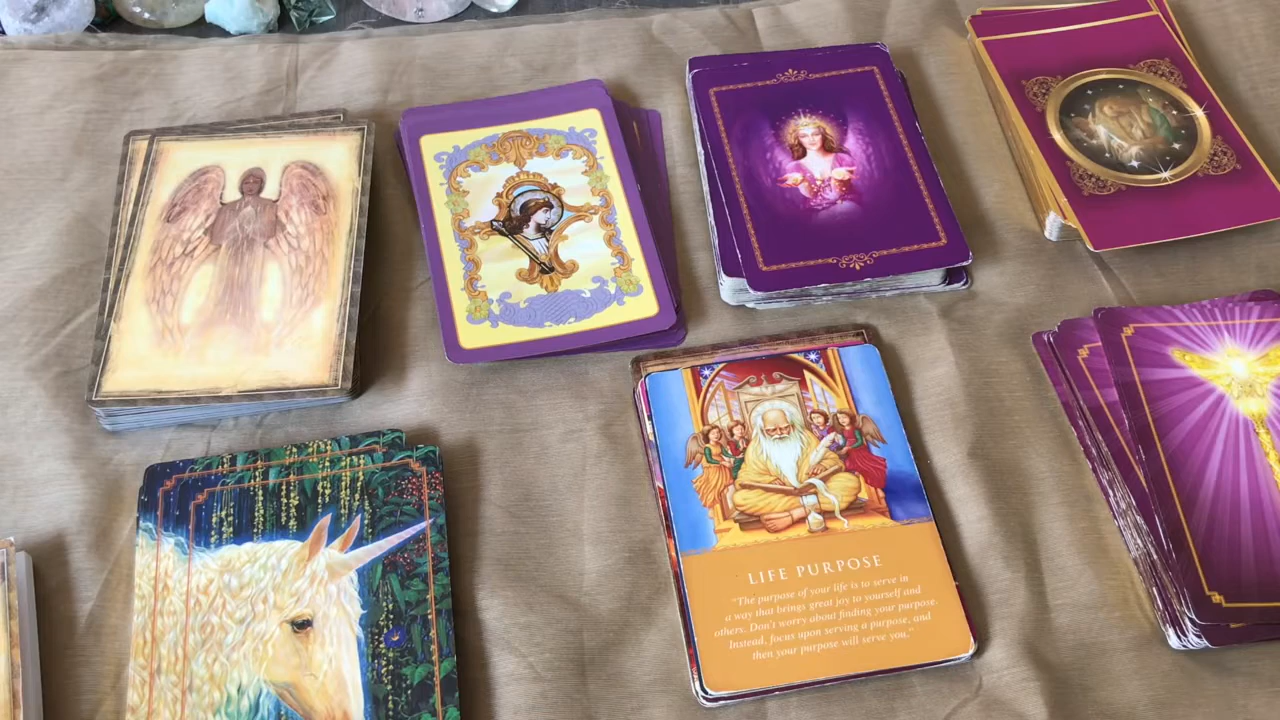 LIFE PURPOSE
"The purpose of your life is to serve in
a way that brings great joy to yourself and
others. Don't worry about finding your purpose.
Instead, focus upon serving a purpose, and
then your purpose will serve you."